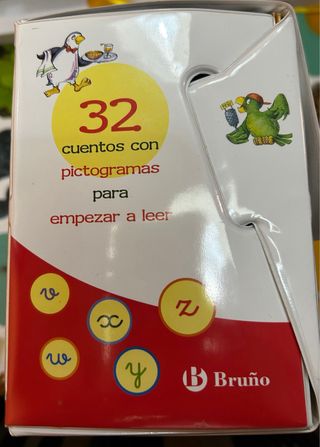 32
cuentos con
pictogramas
para
empezar a leer
v
x
z
w
y
Bruño